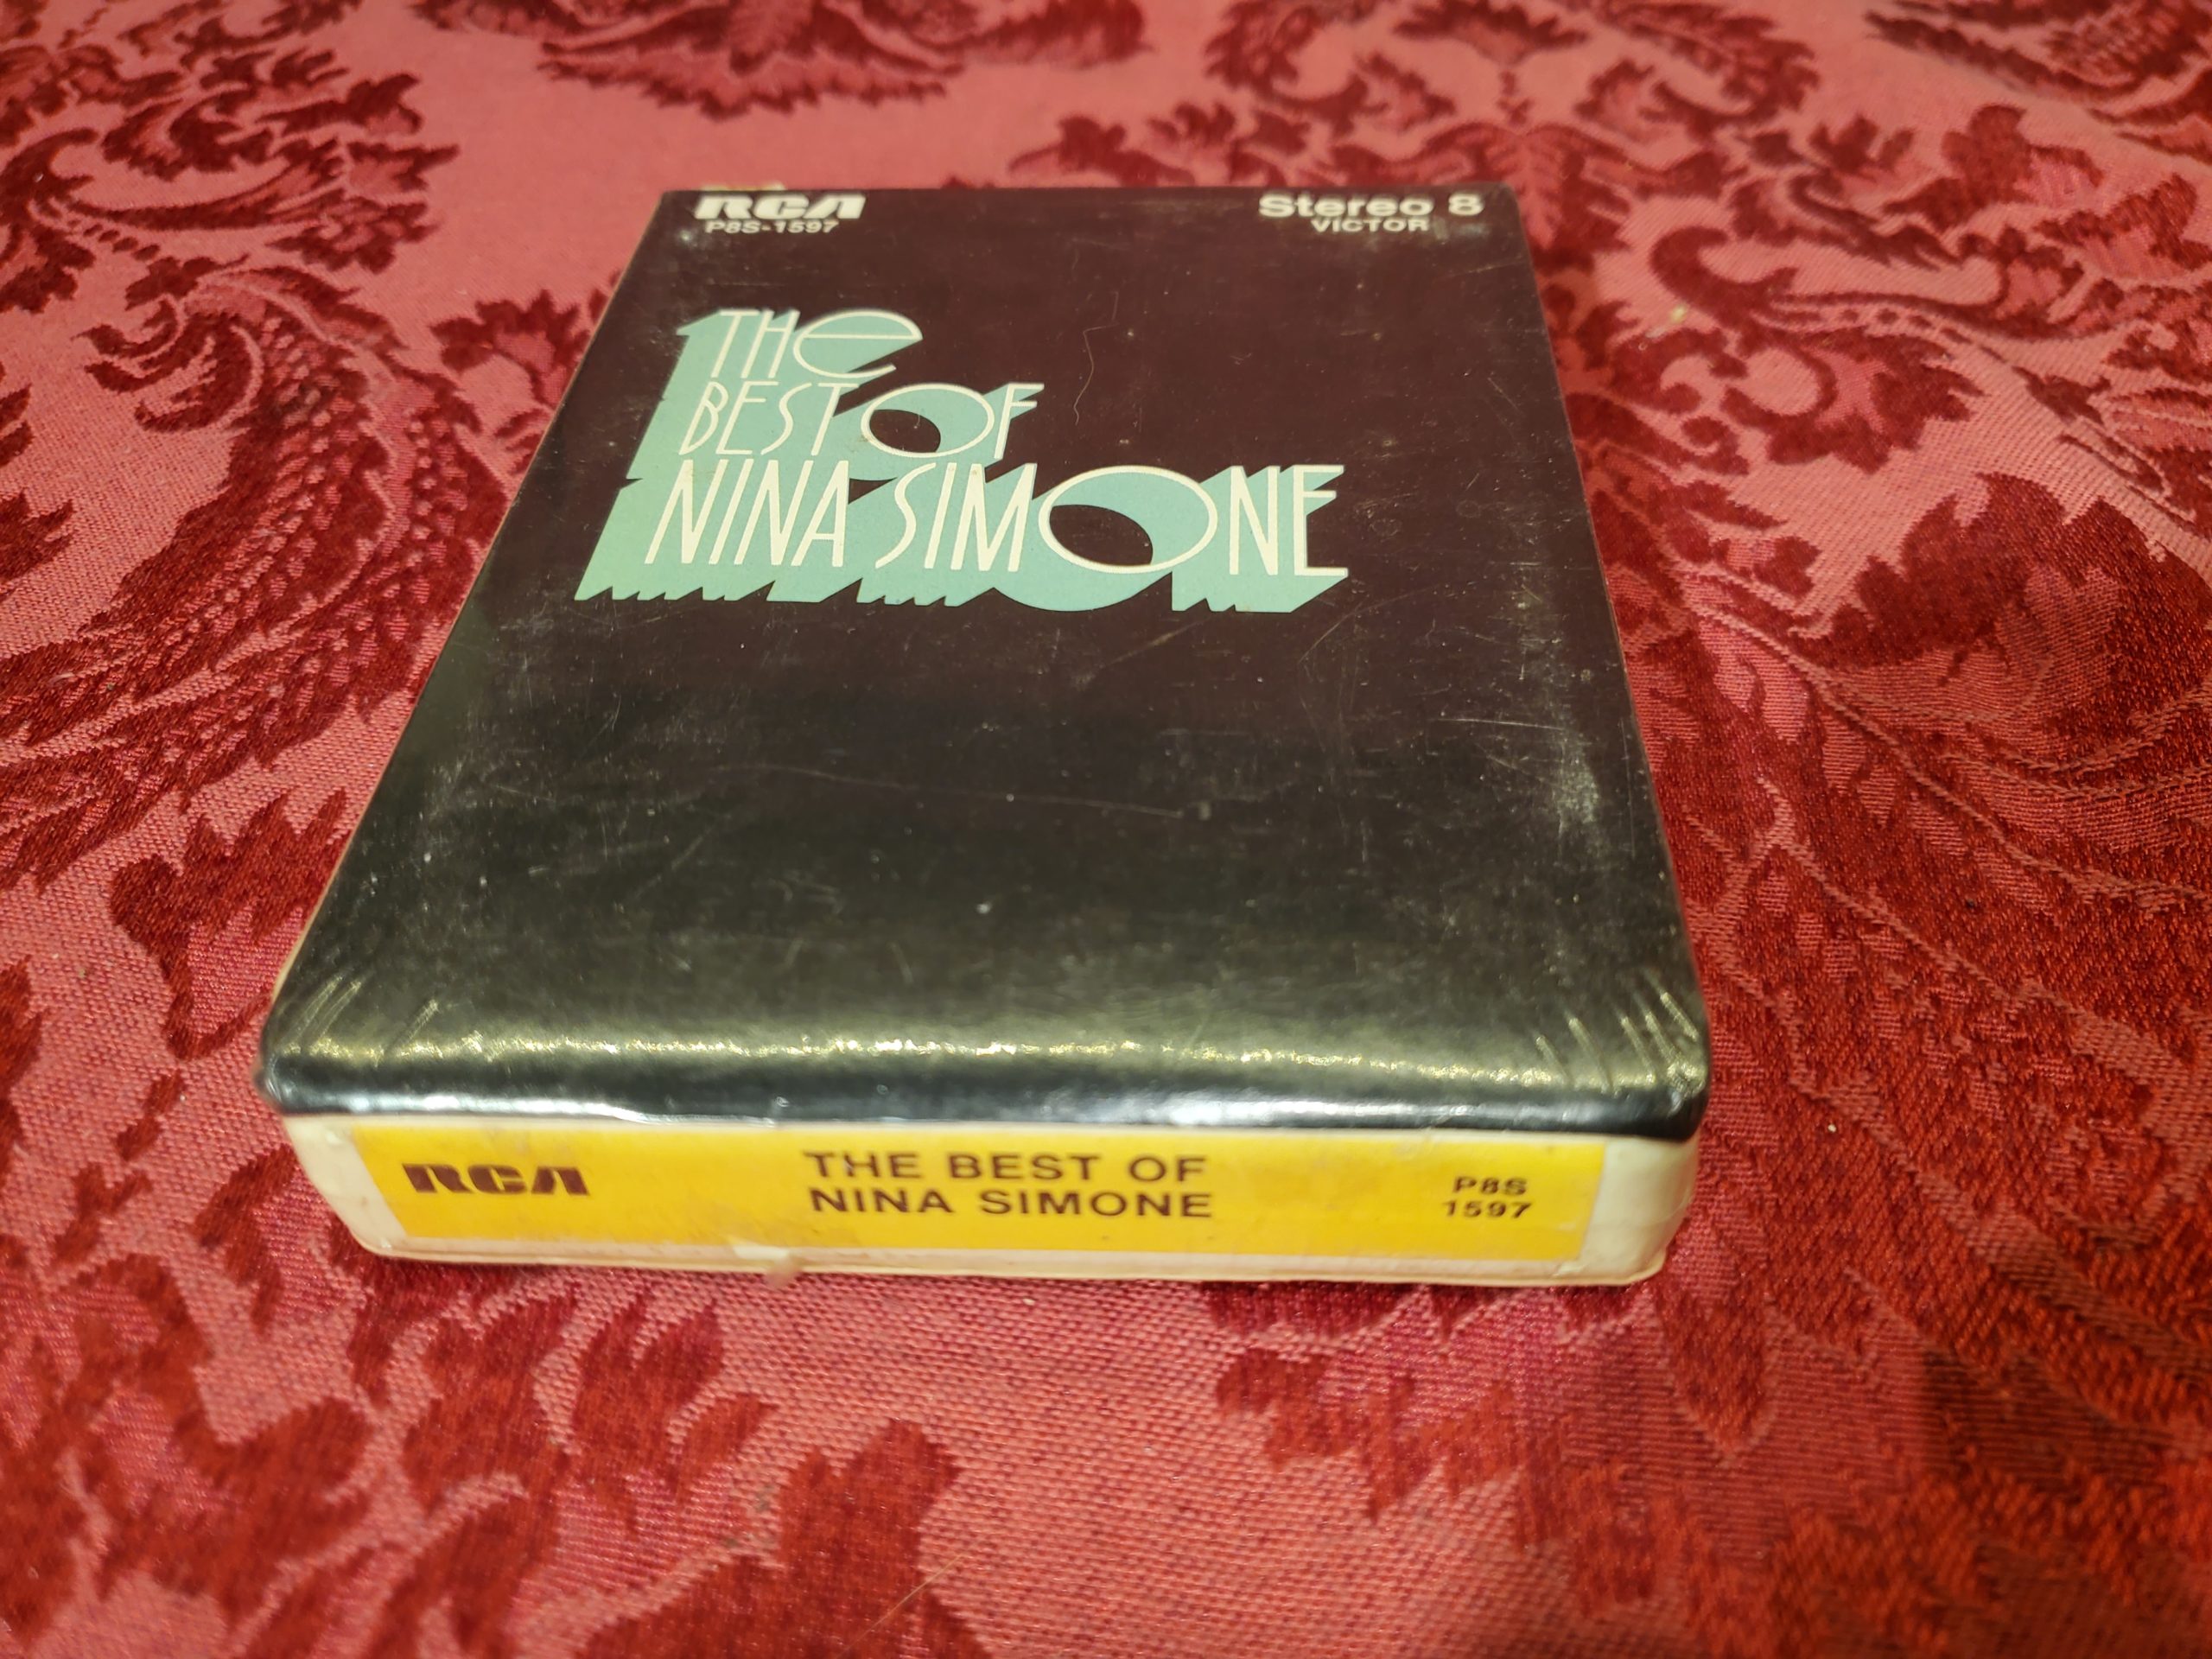 RCA
P8S-1597
Stereo 8
VICTOR
THE
BEST OF
NINA SIMONE
RCA
THE BEST OF
NINA SIMONE
P8S
1597